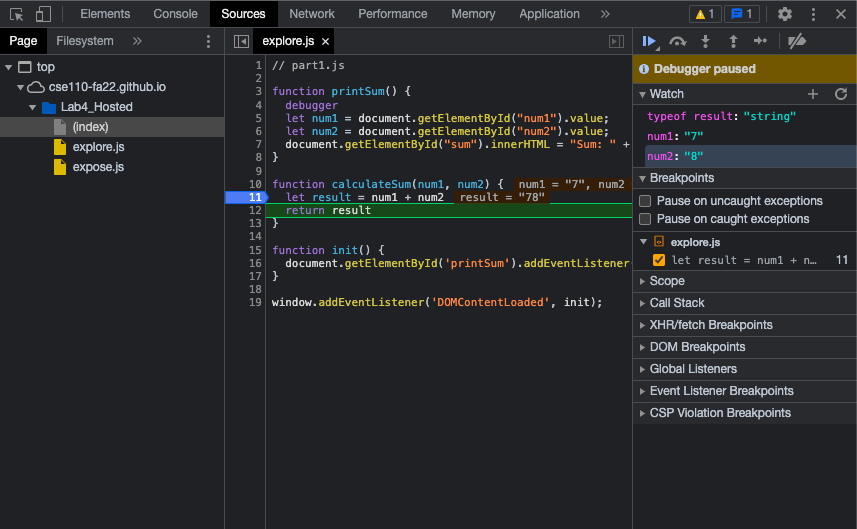 Elements Console Sources Network Performance Memory Application » 1 1
Page Filesystem »
top
cse110-fa22.github.io
Lab4_Hosted
(index)
explore.js
expose.js
explore.js ×
1 // part1.js
2
3 function printSum() {
4 debugger
5 let num1 = document.getElementById("num1").value;
6 let num2 = document.getElementById("num2").value;
7 document.getElementById("sum").innerHTML = "Sum: " +
8 }
9
10 function calculateSum(num1, num2) { num1 = "7", num2
11 let result = num1 + num2 result = "78"
12 return result
13 }
14
15 function init() {
16 document.getElementById('printSum').addEventListener
17 }
18
19 window.addEventListener('DOMContentLoaded', init);
Debugger paused
Watch
typeof result: "string"
num1: "7"
num2: "8"
Breakpoints
Pause on uncaught exceptions
Pause on caught exceptions
explore.js
let result = num1 + n… 11
Scope
Call Stack
XHR/fetch Breakpoints
DOM Breakpoints
Global Listeners
Event Listener Breakpoints
CSP Violation Breakpoints